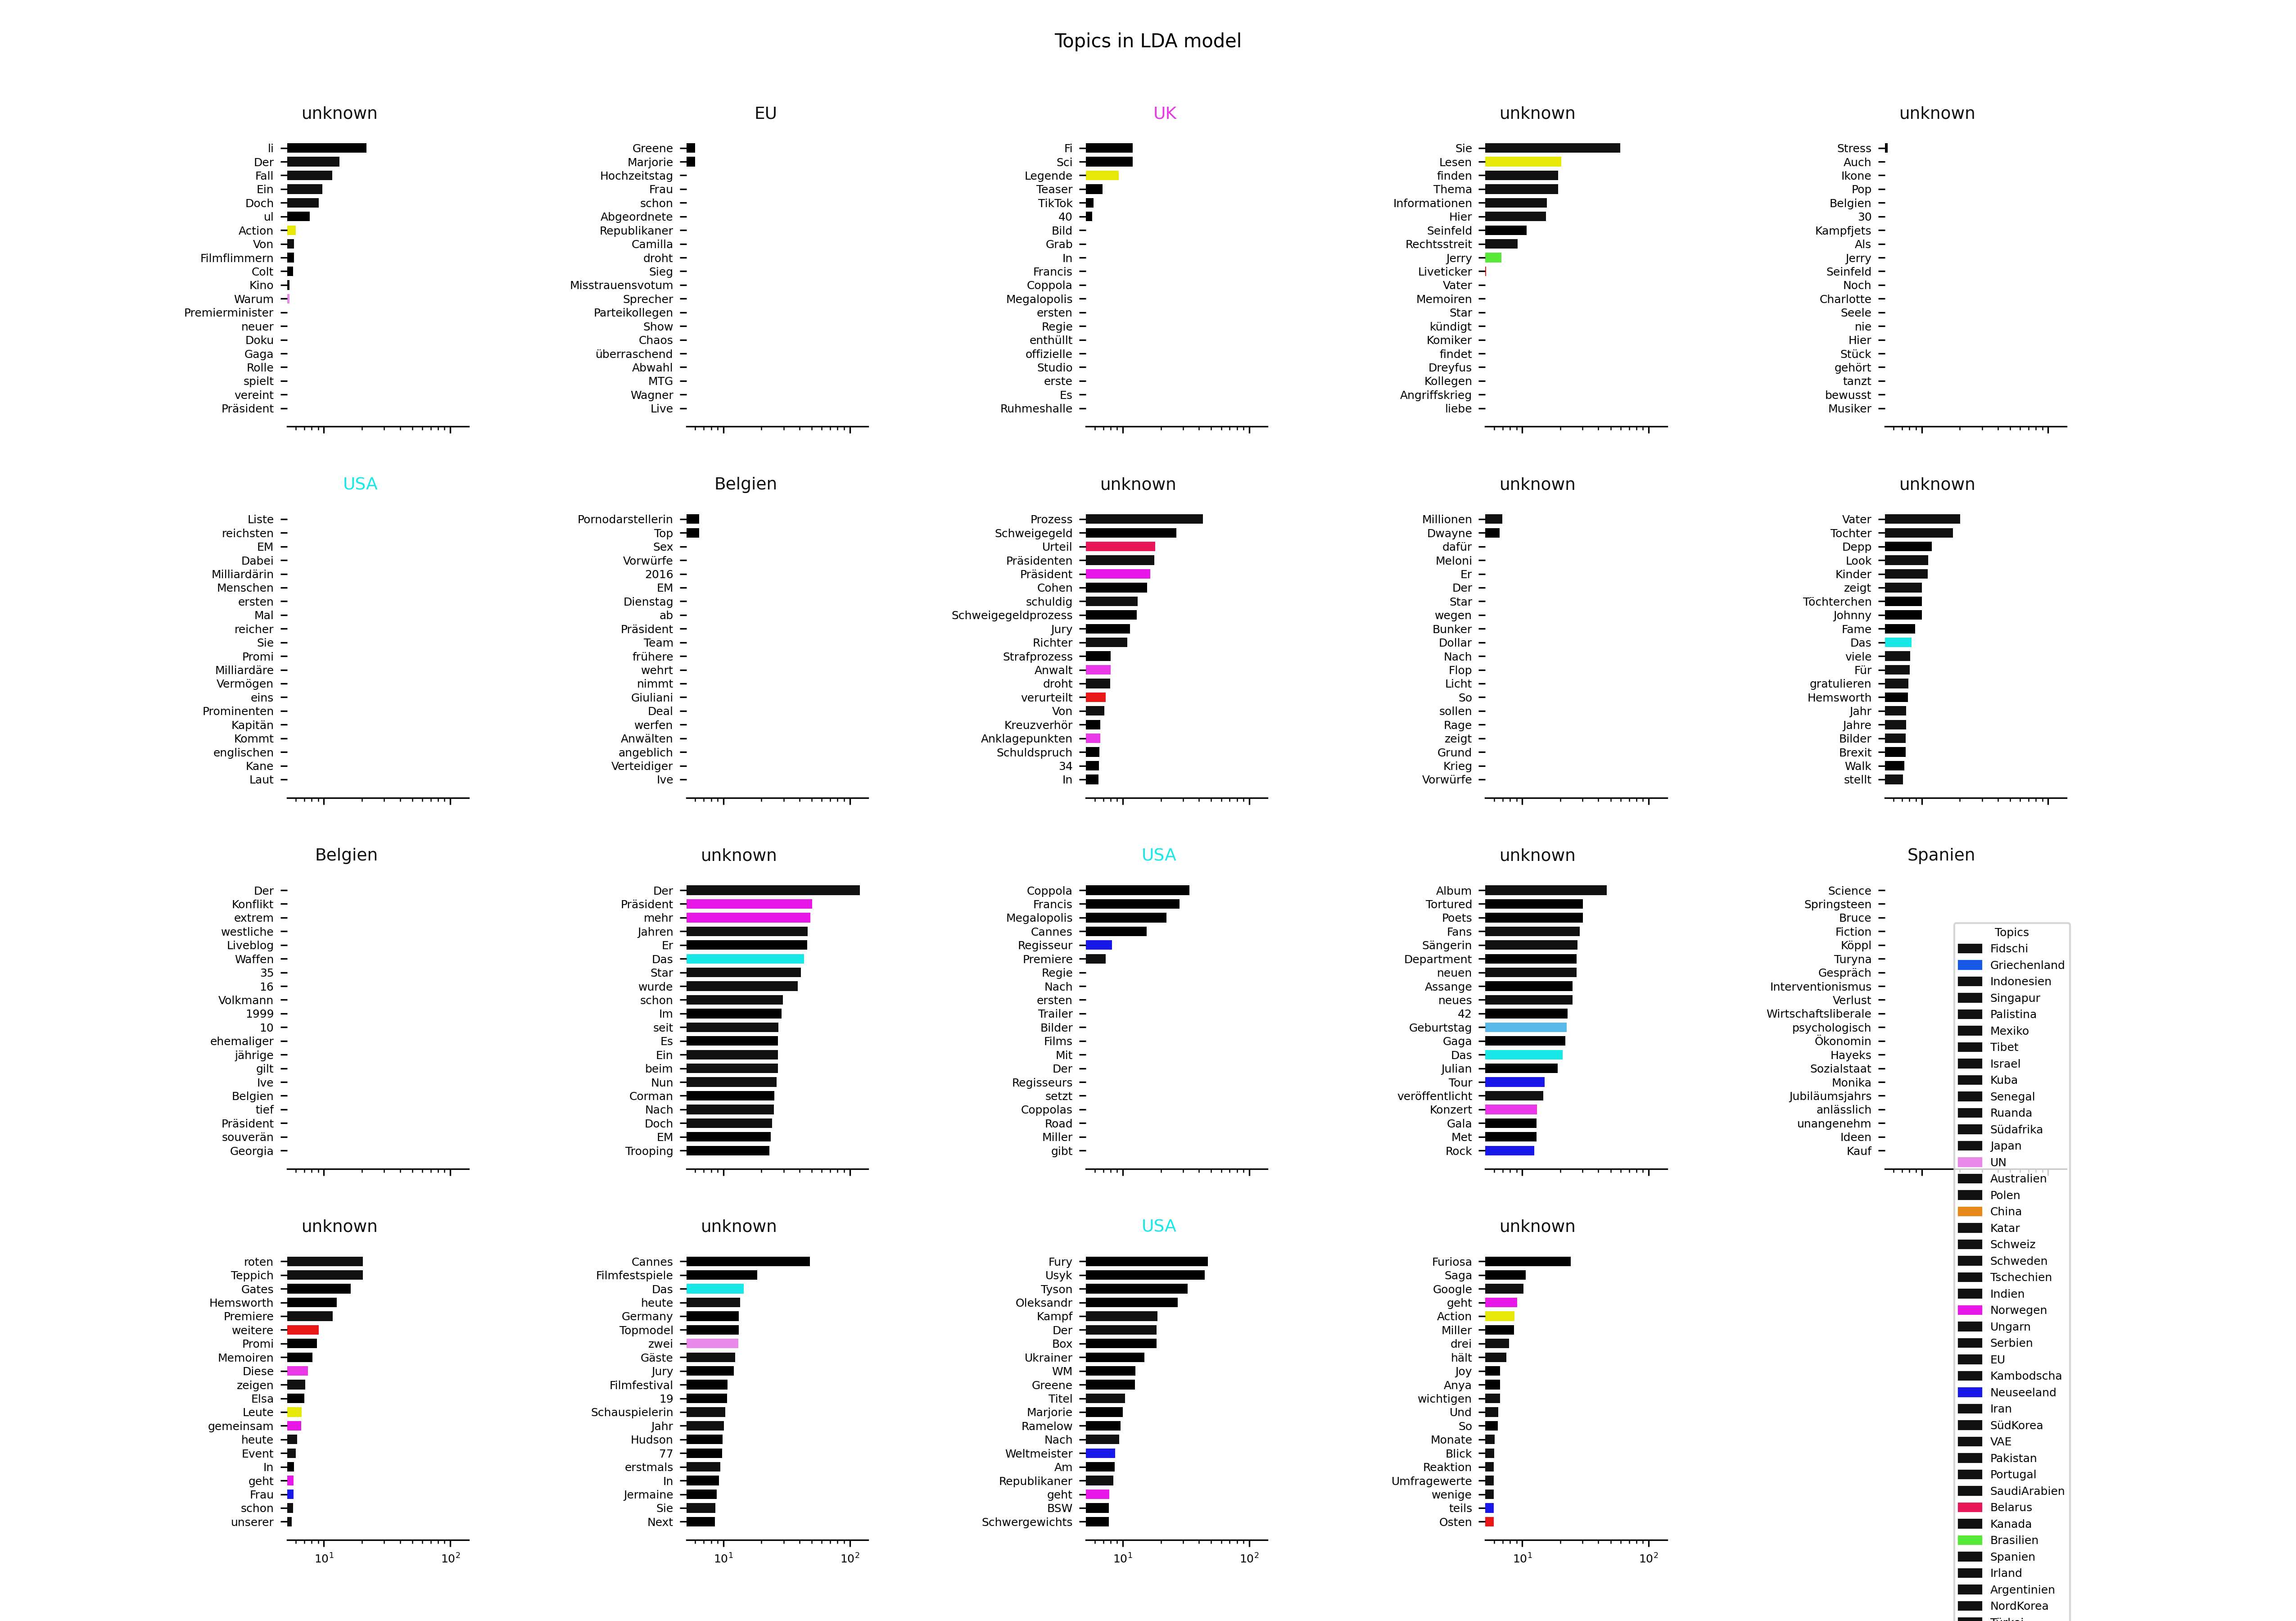 Topics in LDA model
unknown
li
Der
Fall
Ein
Doch
ul
Action
Von
Filmflimmern
Colt
Kino
Warum
Premierminister
neuer
Doku
Gaga
Rolle
spielt
vereint
Präsident
EU
Greene
Marjorie
Hochzeitstag
Frau
schon
Abgeordnete
Republikaner
Camilla
droht
Sieg
Misstrauensvotum
Sprecher
Parteikollegen
Show
Chaos
überraschend
Abwahl
MTG
Wagner
Live
UK
Fi
Sci
Legende
Teaser
TikTok
40
Bild
Grab
In
Francis
Coppola
Megalopolis
ersten
Regie
enthüllt
offizielle
Studio
erste
Es
Ruhmeshalle
unknown
Sie
Lesen
finden
Thema
Informationen
Hier
Seinfeld
Rechtsstreit
Jerry
Liveticker
Vater
Memoiren
Star
kündigt
Komiker
findet
Dreyfus
Kollegen
Angriffskrieg
liebe
unknown
Stress
Auch
Ikone
Pop
Belgien
30
Kampfjets
Als
Jerry
Seinfeld
Noch
Charlotte
Seele
nie
Hier
Stück
gehört
tanzt
bewusst
Musiker
USA
Liste
reichsten
EM
Dabei
Milliardärin
Menschen
ersten
Mal
reicher
Sie
Promi
Milliardäre
Vermögen
eins
Prominenten
Kapitän
Kommt
englischen
Kane
Laut
Belgien
Pornodarstellerin
Top
Sex
Vorwürfe
2016
EM
Dienstag
ab
Präsident
Team
frühere
wehrt
nimmt
Giuliani
Deal
werfen
Anwälten
angeblich
Verteidiger
Ive
unknown
Prozess
Schweigegeld
Urteil
Präsidenten
Präsident
Cohen
schuldig
Schweigegeldprozess
Jury
Richter
Strafprozess
Anwalt
droht
verurteilt
Von
Kreuzverhör
Anklagepunkten
Schuldspruch
34
In
unknown
Millionen
Dwayne
dafür
Meloni
Er
Der
Star
wegen
Bunker
Dollar
Nach
Flop
Licht
So
sollen
Rage
zeigt
Grund
Krieg
Vorwürfe
unknown
Vater
Tochter
Depp
Look
Kinder
zeigt
Töchterchen
Johnny
Fame
Das
viele
Für
gratulieren
Hemsworth
Jahr
Jahre
Bilder
Brexit
Walk
stellt
Belgien
Der
Konflikt
extrem
westliche
Liveblog
Waffen
35
16
Volkmann
1999
10
ehemaliger
jährige
gilt
Ive
Belgien
tief
Präsident
souverän
Georgia
unknown
Der
Präsident
mehr
Jahren
Er
Das
Star
wurde
schon
Im
seit
Es
Ein
beim
Nun
Corman
Nach
Doch
EM
Trooping
USA
Coppola
Francis
Megalopolis
Cannes
Regisseur
Premiere
Regie
Nach
ersten
Trailer
Bilder
Films
Mit
Der
Regisseurs
setzt
Coppolas
Road
Miller
gibt
unknown
Album
Tortured
Poets
Fans
Sängerin
Department
neuen
Assange
neues
42
Geburtstag
Gaga
Das
Julian
Tour
veröffentlicht
Konzert
Gala
Met
Rock
Spanien
Science
Springsteen
Bruce
Fiction
Köppl
Turyna
Gespräch
Interventionismus
Verlust
Wirtschaftsliberale
psychologisch
Ökonomin
Hayeks
Sozialstaat
Monika
Jubiläumsjahrs
anlässlich
unangenehm
Ideen
Kauf
unknown
roten
Teppich
Gates
Hemsworth
Premiere
weitere
Promi
Memoiren
Diese
zeigen
Elsa
Leute
gemeinsam
heute
Event
In
geht
Frau
schon
unserer
10¹ 10²
unknown
Cannes
Filmfestspiele
Das
heute
Germany
Topmodel
zwei
Gäste
Jury
Filmfestival
19
Schauspielerin
Jahr
Hudson
77
erstmals
In
Jermaine
Sie
Next
10¹ 10²
USA
Fury
Usyk
Tyson
Oleksandr
Kampf
Der
Box
Ukrainer
WM
Greene
Titel
Marjorie
Ramelow
Nach
Weltmeister
Am
Republikaner
geht
BSW
Schwergewichts
10¹ 10²
unknown
Furiosa
Saga
Google
geht
Action
Miller
drei
hält
Joy
Anya
wichtigen
Und
So
Monate
Blick
Reaktion
Umfragewerte
wenige
teils
Osten
10¹ 10²
Topics
Fidschi
Griechenland
Indonesien
Singapur
Palistina
Mexiko
Tibet
Israel
Kuba
Senegal
Ruanda
Südafrika
Japan
UN
Australien
Polen
China
Katar
Schweiz
Schweden
Tschechien
Indien
Norwegen
Ungarn
Serbien
EU
Kambodscha
Neuseeland
Iran
SüdKorea
VAE
Pakistan
Portugal
SaudiArabien
Belarus
Kanada
Brasilien
Spanien
Irland
Argentinien
NordKorea